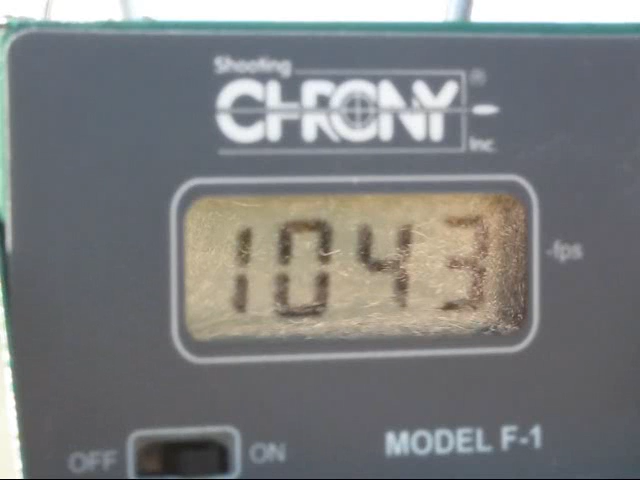 Shooting
CHRONY ®
Inc.
1043 -fps
OFF ON MODEL F-1